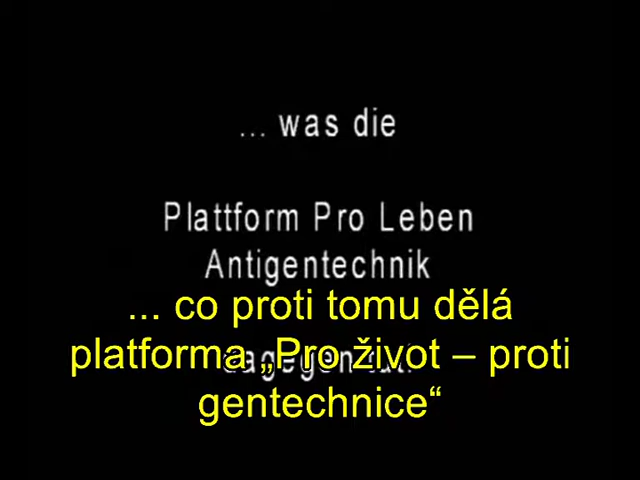 ... was die
Plattform Pro Leben
Antigentechnik
... co proti tomu dělá
platforma „Pro život – proti
gentechnice“